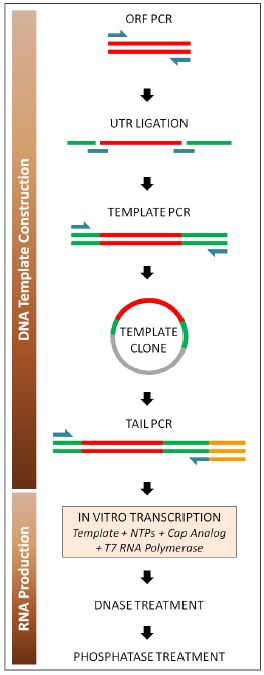 ORF PCR
UTR LIGATION
TEMPLATE PCR
TEMPLATE
CLONE
TAIL PCR
DNA Template Construction
IN VITRO TRANSCRIPTION
Template + NTPs + Cap Analog
+ T7 RNA Polymerase
DNASE TREATMENT
PHOSPHATASE TREATMENT
RNA Production